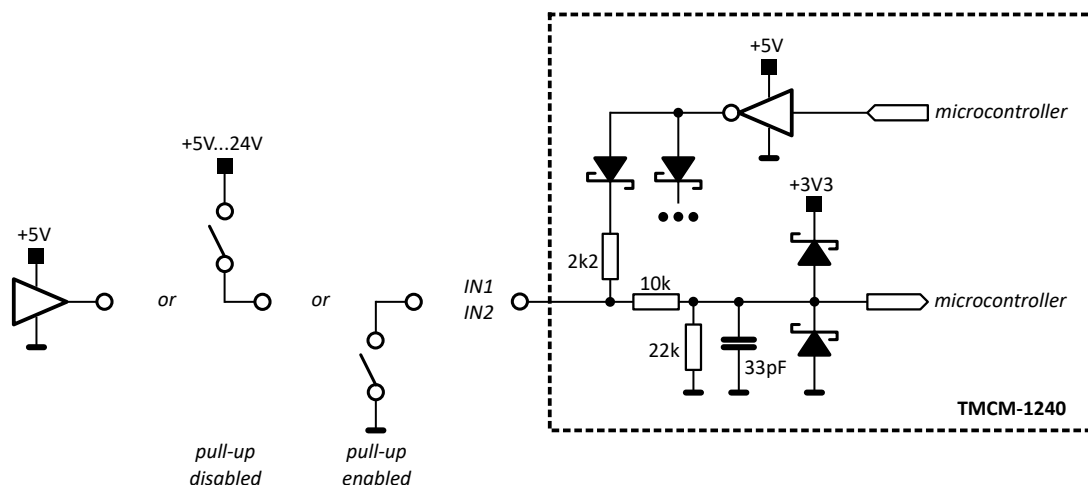 +5V
microcontroller
+5V...24V
+3V3
+5V
2k2
10k
or
or
IN1
IN2
microcontroller
22k
33pF
TMCM-1240
pull-up
disabled
pull-up
enabled